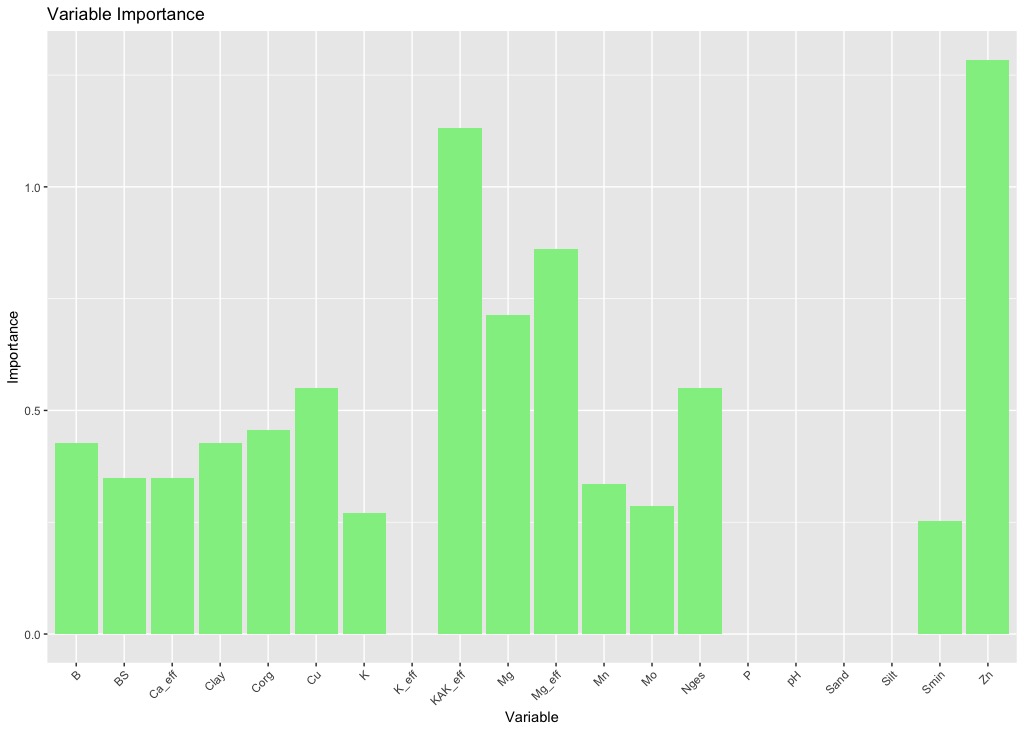 Variable Importance
Importance
1.0
0.5
0.0
B
BS
Ca_eff
Clay
Corg
Cu
K
K_eff
KAK_eff
Mg
Mg_eff
Mn
Mo
Nges
P
pH
Sand
Silt
Smin
Zn
Variable